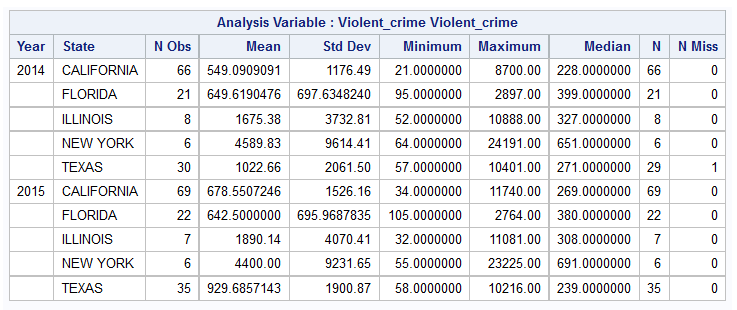 Analysis Variable : Violent_crime Violent_crime
Year State N Obs Mean Std Dev Minimum Maximum Median N N Miss
2014 CALIFORNIA 66 549.0909091 1176.49 21.0000000 8700.00 228.0000000 66 0
FLORIDA 21 649.6190476 697.6348240 95.0000000 2897.00 399.0000000 21 0
ILLINOIS 8 1675.38 3732.81 52.0000000 10888.00 327.0000000 8 0
NEW YORK 6 4589.83 9614.41 64.0000000 24191.00 651.0000000 6 0
TEXAS 30 1022.66 2061.50 57.0000000 10401.00 271.0000000 29 1
2015 CALIFORNIA 69 678.5507246 1526.16 34.0000000 11740.00 269.0000000 69 0
FLORIDA 22 642.5000000 695.9687835 105.0000000 2764.00 380.0000000 22 0
ILLINOIS 7 1890.14 4070.41 32.0000000 11081.00 308.0000000 7 0
NEW YORK 6 4400.00 9231.65 55.0000000 23225.00 691.0000000 6 0
TEXAS 35 929.6857143 1900.87 58.0000000 10216.00 239.0000000 35 0